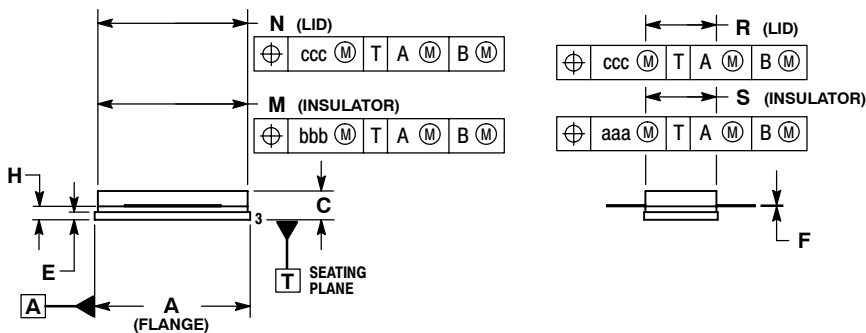 N (LID)
⌖ ccc Ⓜ T A Ⓜ B Ⓜ
M (INSULATOR)
⌖ bbb Ⓜ T A Ⓜ B Ⓜ
H
C
3
E
T SEATING
PLANE
A
A
(FLANGE)
R (LID)
⌖ ccc Ⓜ T A Ⓜ B Ⓜ
S (INSULATOR)
⌖ aaa Ⓜ T A Ⓜ B Ⓜ
F